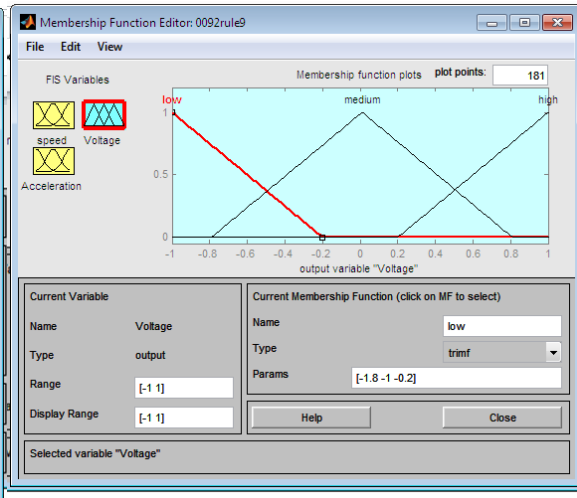 Membership Function Editor: 0092rule9
File Edit View
FIS Variables
Membership function plots plot points: 181
speed Voltage
Acceleration
low medium high
1
0.5
0
-1 -0.8 -0.6 -0.4 -0.2 0 0.2 0.4 0.6 0.8 1
output variable "Voltage"
Current Variable
Name Voltage
Type output
Range [-1 1]
Display Range [-1 1]
Current Membership Function (click on MF to select)
Name low
Type trimf
Params [-1.8 -1 -0.2]
Help Close
Selected variable "Voltage"